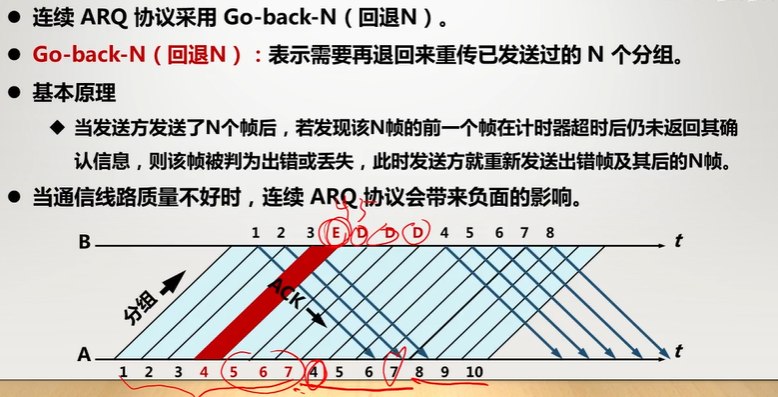 连续 ARQ 协议采用 Go-back-N（回退N）。
Go-back-N（回退N）：表示需要再退回来重传已发送过的 N 个分组。
基本原理
当发送方发送了N个帧后，若发现该N帧的前一个帧在计时器超时后仍未返回其确
认信息，则该帧被判为出错或丢失，此时发送方就重新发送出错帧及其后的N帧。
当通信线路质量不好时，连续 ARQ 协议会带来负面的影响。
4 5
B 1 2 3 E D D D 4 5 6 7 8 t
分组
ACK
A t
1 2 3 4 5 6 7 4 5 6 7 8 9 10